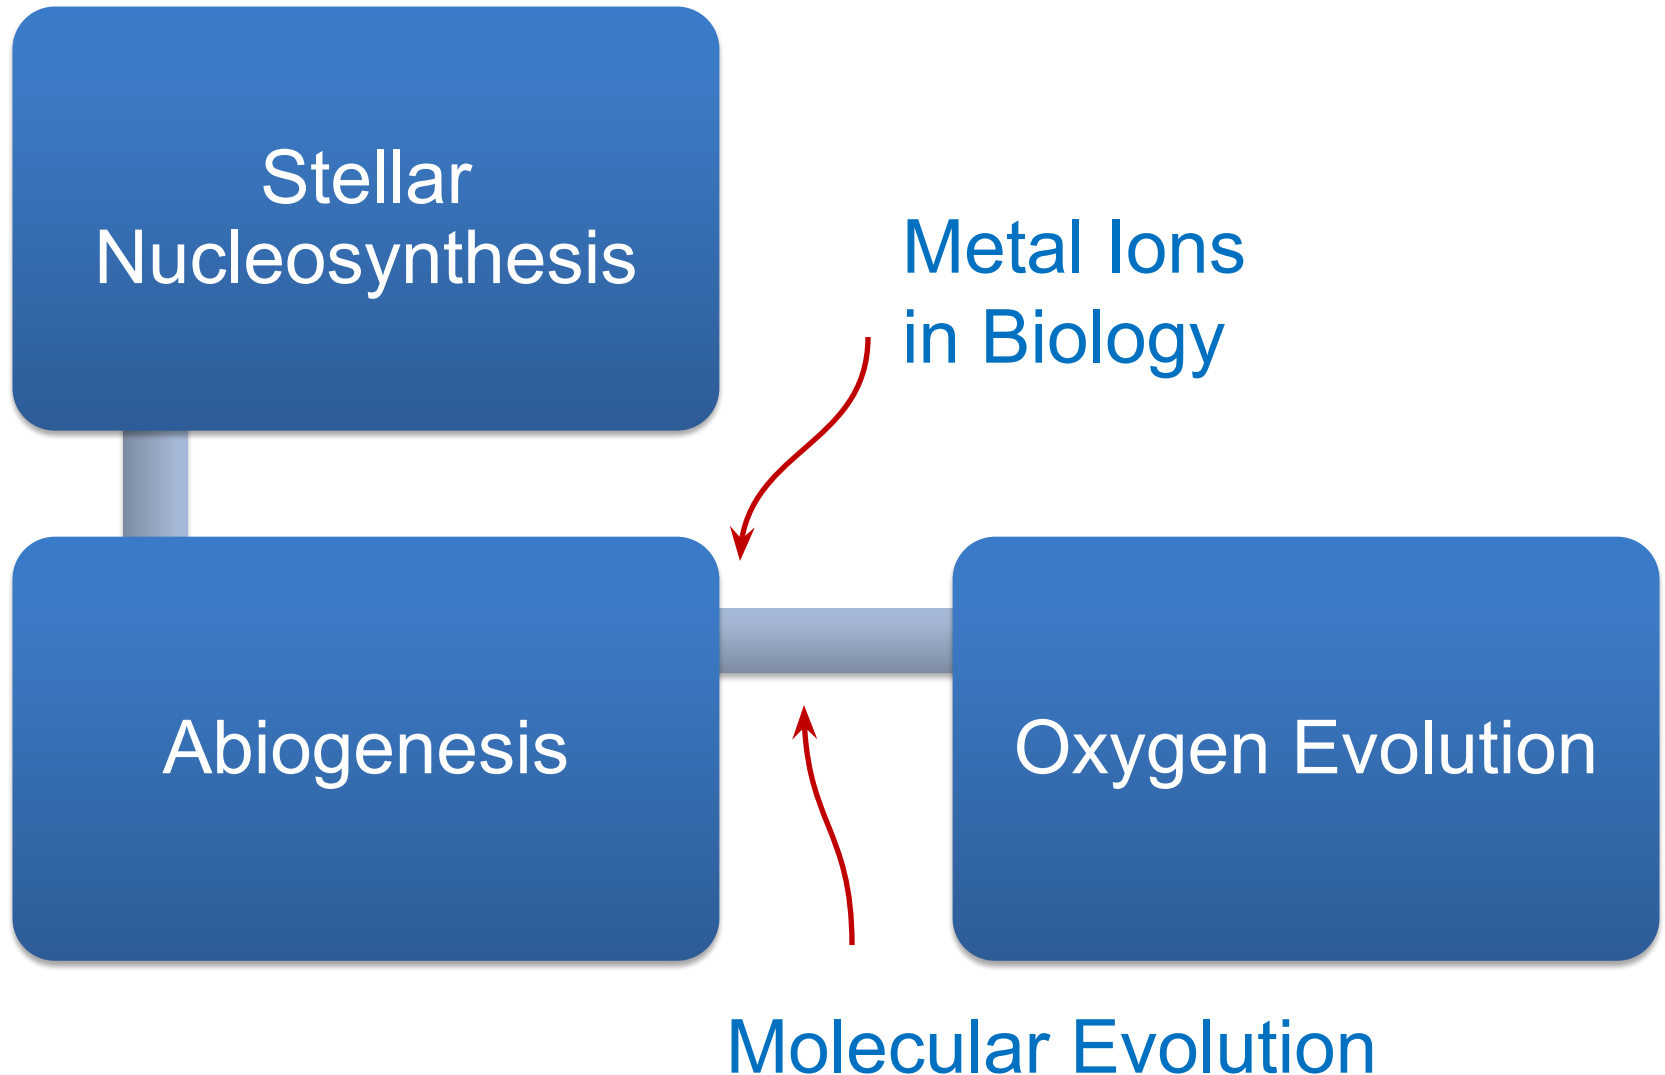 Stellar
Nucleosynthesis
Metal Ions
in Biology
Abiogenesis
Oxygen Evolution
Molecular Evolution